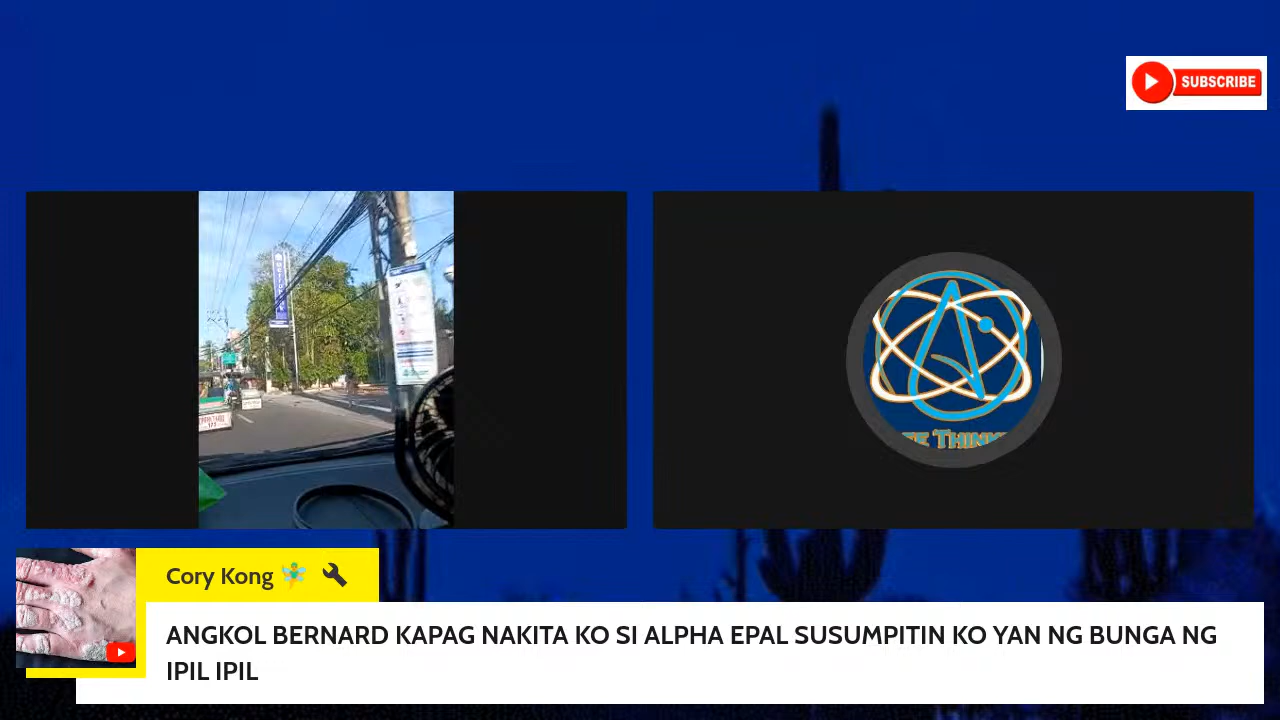 SUBSCRIBE
THINK
Cory Kong
ANGKOL BERNARD KAPAG NAKITA KO SI ALPHA EPAL SUSUMPITIN KO YAN NG BUNGA NG
IPIL IPIL